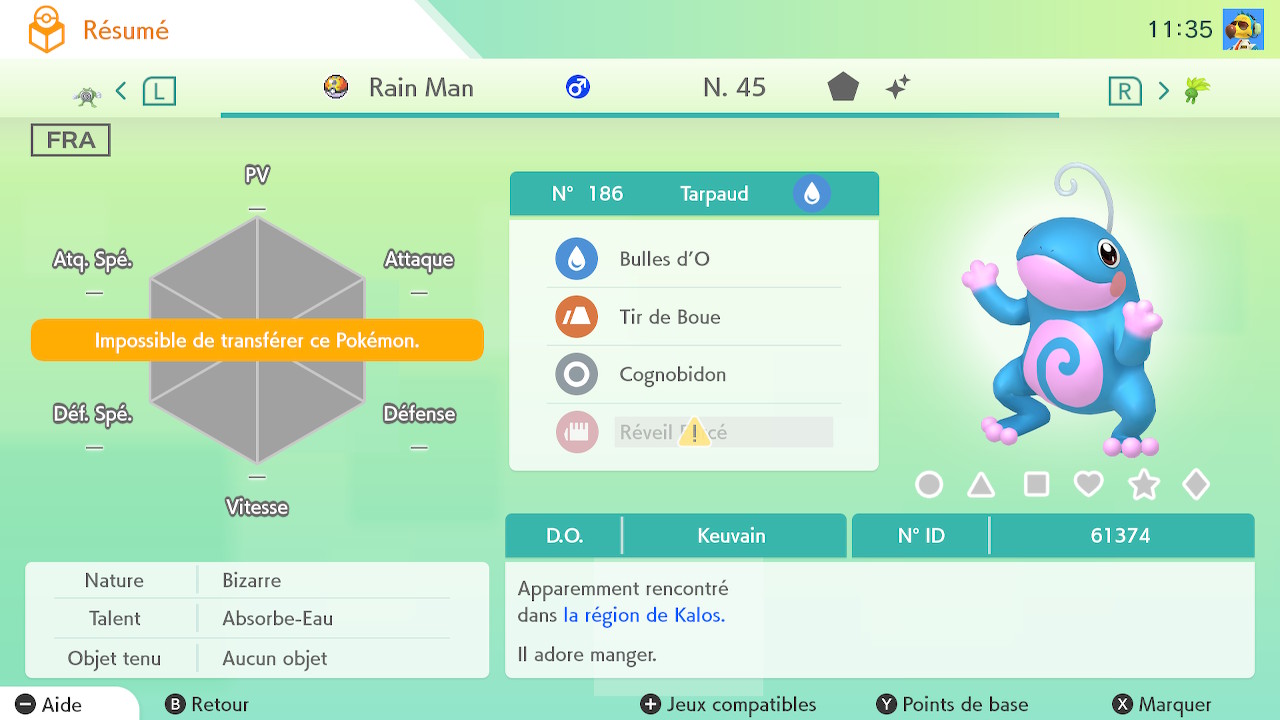 Résumé
11:35
L
Rain Man
N. 45
R
FRA
PV
Atq. Spé.
Attaque
Impossible de transférer ce Pokémon.
Déf. Spé.
Défense
Vitesse
N° 186 Tarpaud
Bulles d'O
Tir de Boue
Cognobidon
Réveil
D.O. Keuvain
N° ID 61374
Nature Bizarre
Talent Absorbe-Eau
Objet tenu Aucun objet
Apparemment rencontré
dans la région de Kalos.
Il adore manger.
Aide
B Retour
Jeux compatibles
Y Points de base
X Marquer